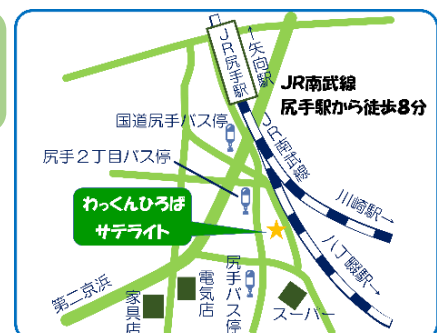 JR尻手駅
←矢向駅
JR南武線
尻手駅から徒歩8分
国道尻手バス停
JR南武線
尻手2丁目バス停
川崎駅→
わっくんひろば
サテライト
八丁畷駅→
第二京浜
家具店
電気店
尻手バス停
スーパー